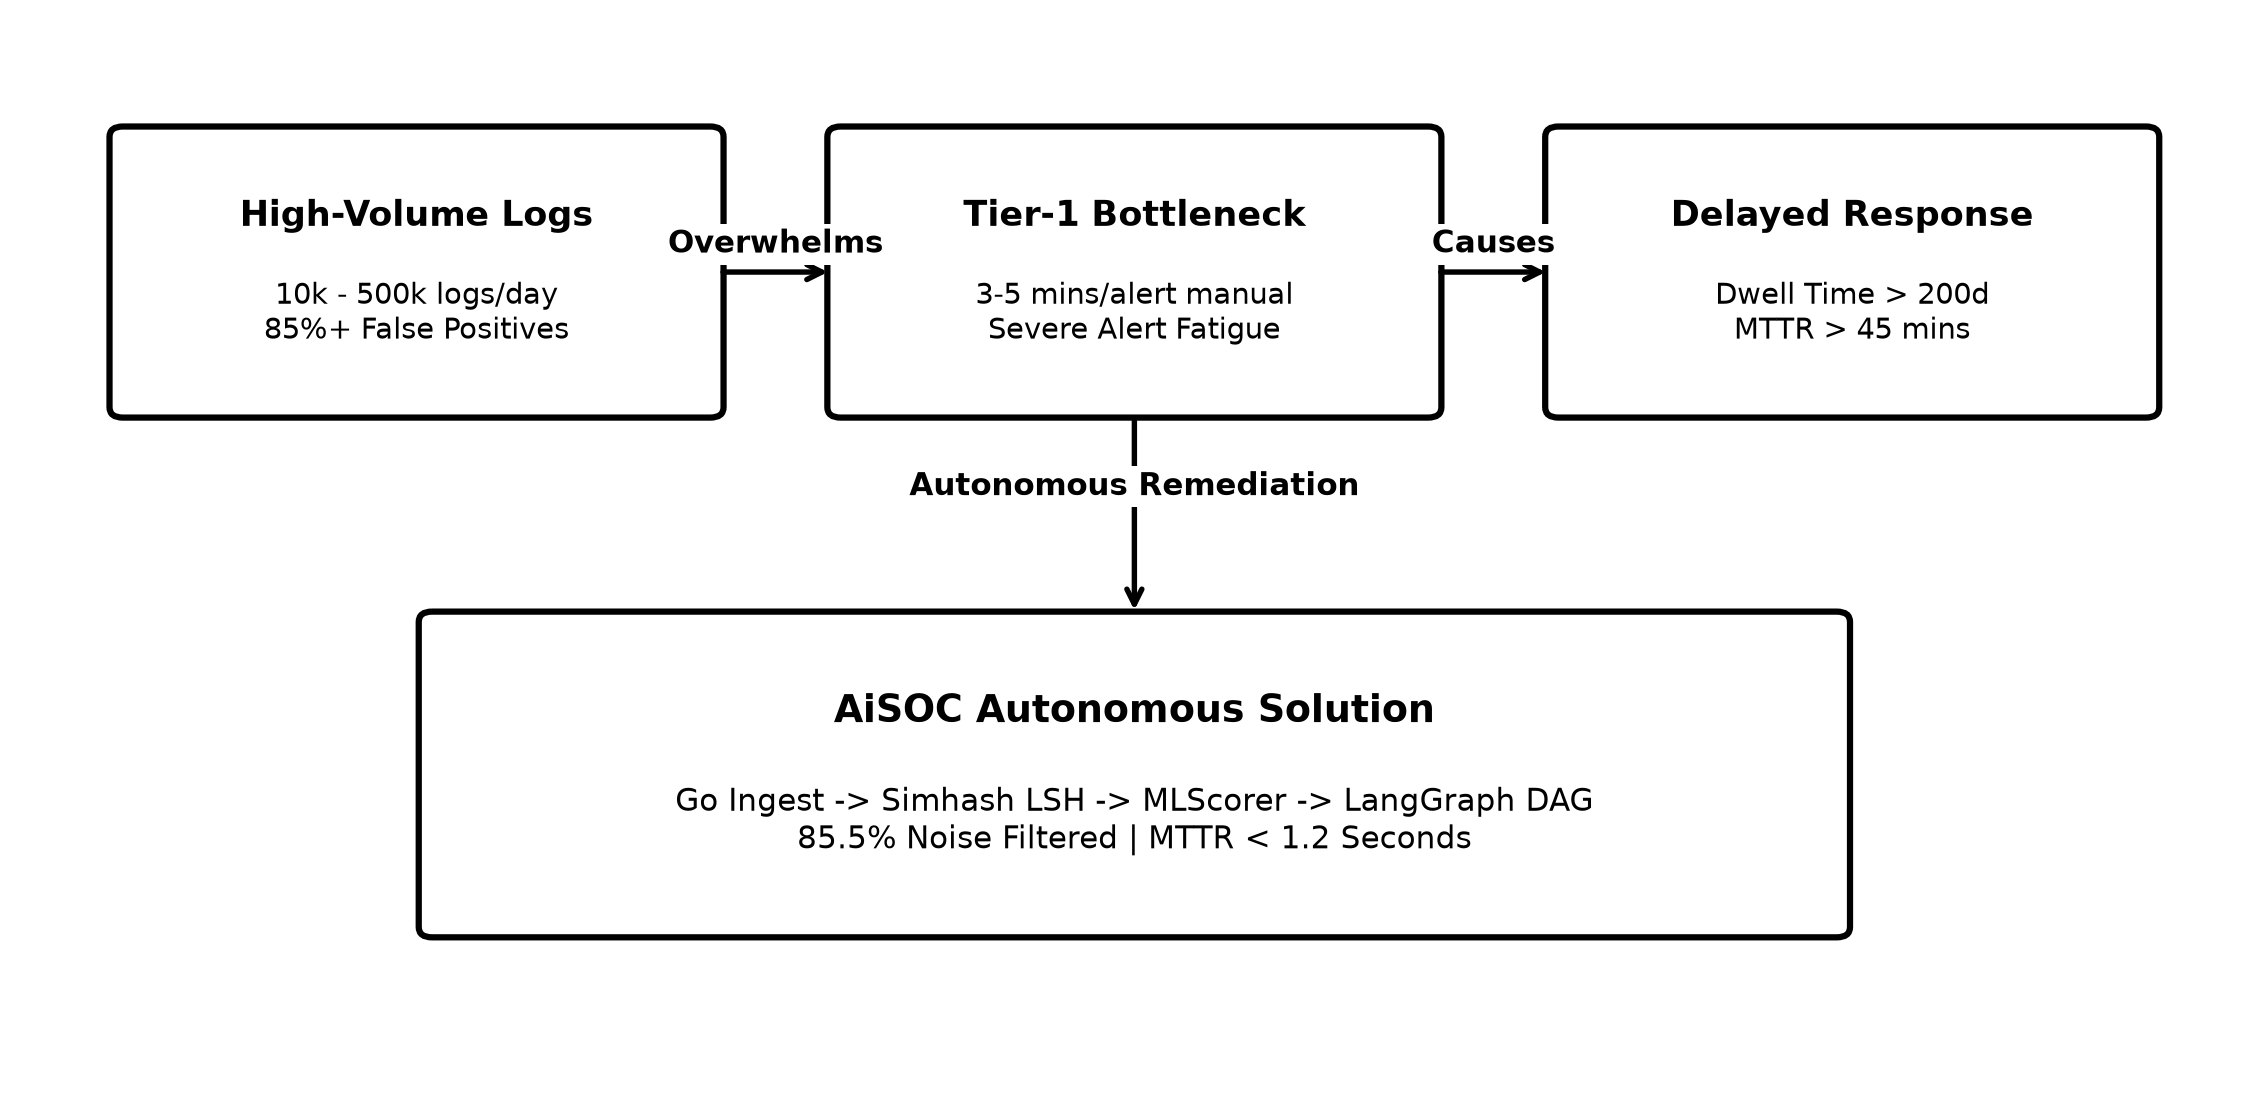 High-Volume Logs
10k - 500k logs/day
85%+ False Positives
Overwhelms
Tier-1 Bottleneck
3-5 mins/alert manual
Severe Alert Fatigue
Causes
Delayed Response
Dwell Time > 200d
MTTR > 45 mins
Autonomous Remediation
AiSOC Autonomous Solution
Go Ingest -> Simhash LSH -> MLScorer -> LangGraph DAG
85.5% Noise Filtered | MTTR < 1.2 Seconds